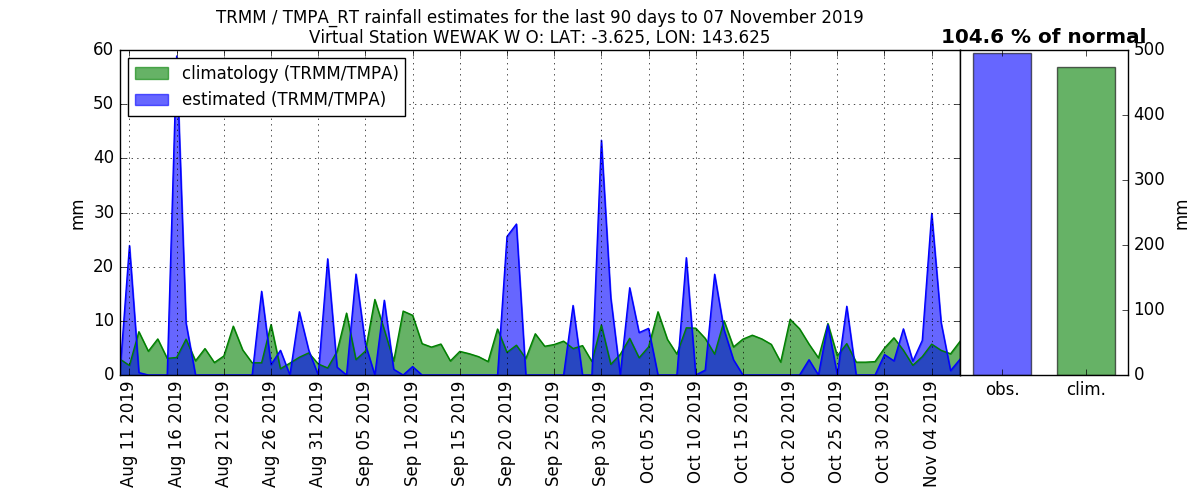 TRMM / TMPA_RT rainfall estimates for the last 90 days to 07 November 2019
Virtual Station WEWAK W O: LAT: -3.625, LON: 143.625
104.6 % of normal
climatology (TRMM/TMPA)
estimated (TRMM/TMPA)
60
50
40
30
20
10
0
mm
Aug 11 2019
Aug 16 2019
Aug 21 2019
Aug 26 2019
Aug 31 2019
Sep 05 2019
Sep 10 2019
Sep 15 2019
Sep 20 2019
Sep 25 2019
Sep 30 2019
Oct 05 2019
Oct 10 2019
Oct 15 2019
Oct 20 2019
Oct 25 2019
Oct 30 2019
Nov 04 2019
obs.
clim.
500
400
300
200
100
0
mm